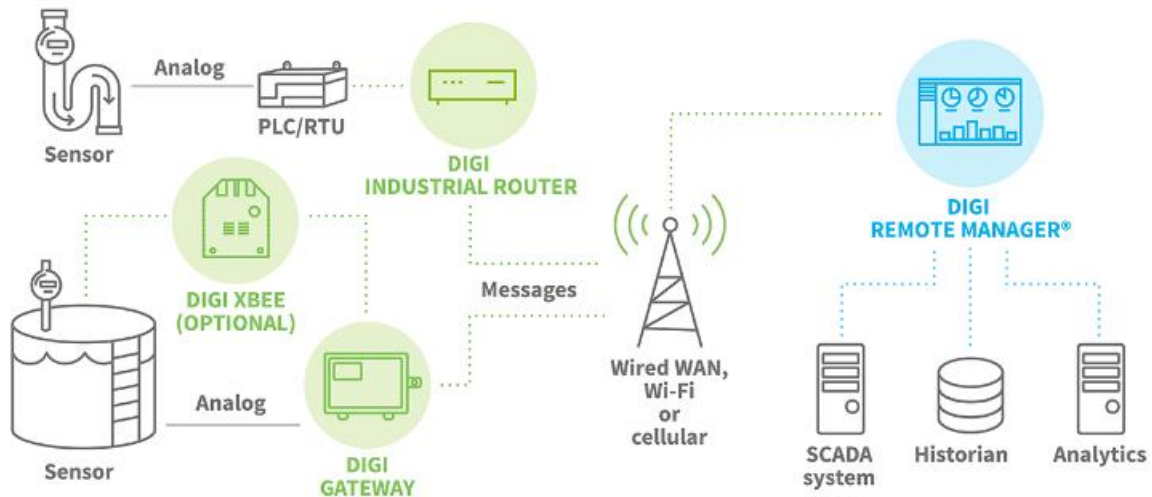 Analog
PLC/RTU
Sensor
DIGI
INDUSTRIAL ROUTER
DIGI XBEE
(OPTIONAL)
Messages
Analog
Sensor
DIGI
GATEWAY
Wired WAN,
Wi-Fi
or
cellular
DIGI
REMOTE MANAGER®
SCADA
system
Historian
Analytics